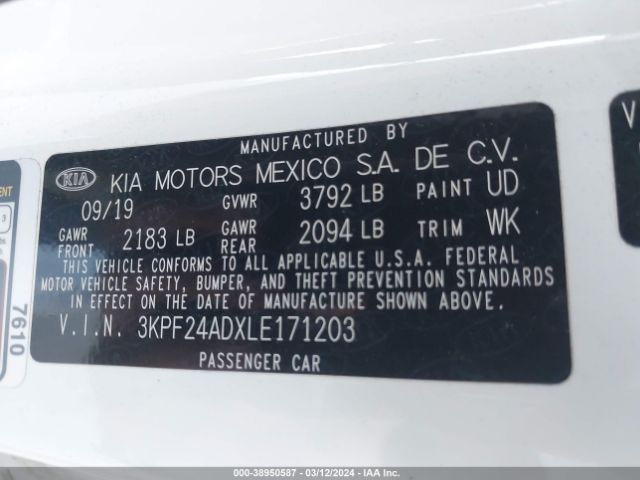 MANUFACTURED BY
KIA KIA MOTORS MEXICO S.A. DE C.V.
09/19 GVWR 3792 LB PAINT UD
GAWR FRONT 2183 LB GAWR REAR 2094 LB TRIM WK
THIS VEHICLE CONFORMS TO ALL APPLICABLE U.S.A. FEDERAL
MOTOR VEHICLE SAFETY, BUMPER, AND THEFT PREVENTION STANDARDS
IN EFFECT ON THE DATE OF MANUFACTURE SHOWN ABOVE.
V.I.N. 3KPF24ADXLE171203
PASSENGER CAR
7610
3
V
000-38950587 - 03/12/2024 - IAA Inc.